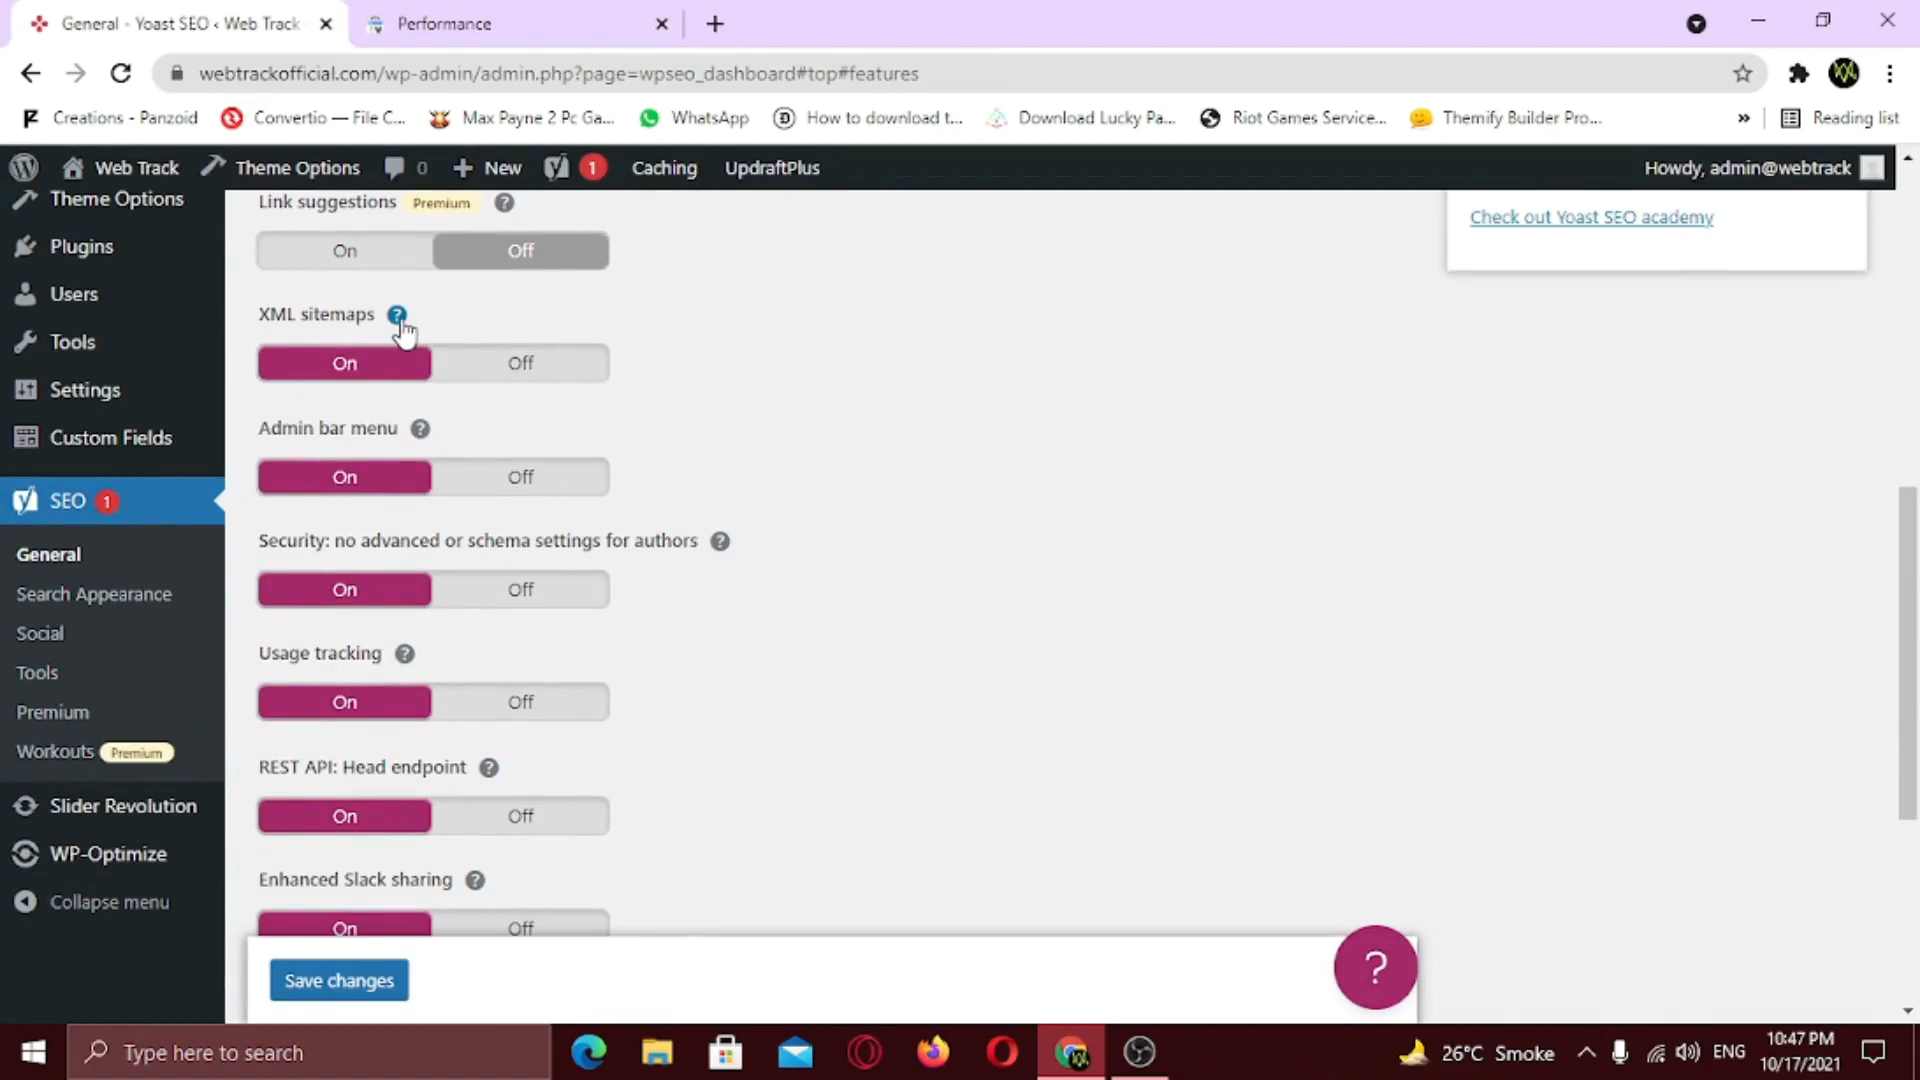 General - Yoast SEO ‹ Web Track
Performance
webtrackofficial.com/wp-admin/admin.php?page=wpseo_dashboard#top#features
Creations - Panzoid
Convertio — File C...
Max Payne 2 Pc Ga...
WhatsApp
How to download t...
Download Lucky Pa...
Riot Games Service...
Themify Builder Pro...
»
Reading list
Web Track
Theme Options
0
New
1
Caching
UpdraftPlus
Howdy, admin@webtrack
Theme Options
Plugins
Users
Tools
Settings
Custom Fields
SEO 1
General
Search Appearance
Social
Tools
Premium
Workouts Premium
Slider Revolution
WP-Optimize
Collapse menu
Link suggestions Premium ?
On Off
XML sitemaps ?
On Off
Admin bar menu ?
On Off
Security: no advanced or schema settings for authors ?
On Off
Usage tracking ?
On Off
REST API: Head endpoint ?
On Off
Enhanced Slack sharing ?
On Off
Save changes
?
Check out Yoast SEO academy
Type here to search
26°C Smoke
ENG
10:47 PM
10/17/2021